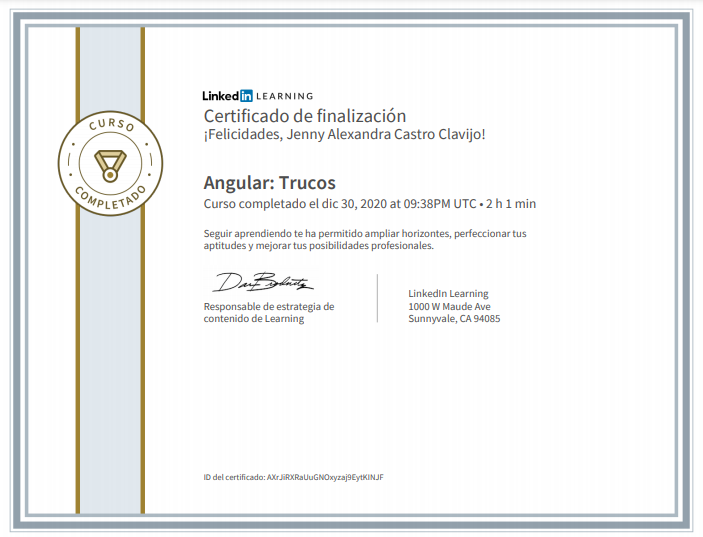 LinkedIn LEARNING
Certificado de finalización
¡Felicidades, Jenny Alexandra Castro Clavijo!
CURSO
COMPLETADO
Angular: Trucos
Curso completado el dic 30, 2020 at 09:38PM UTC • 2 h 1 min
Seguir aprendiendo te ha permitido ampliar horizontes, perfeccionar tus
aptitudes y mejorar tus posibilidades profesionales.
Responsable de estrategia de
contenido de Learning
LinkedIn Learning
1000 W Maude Ave
Sunnyvale, CA 94085
ID del certificado: AXrJiRXRaUuGNOxyzaj9EytKINJF